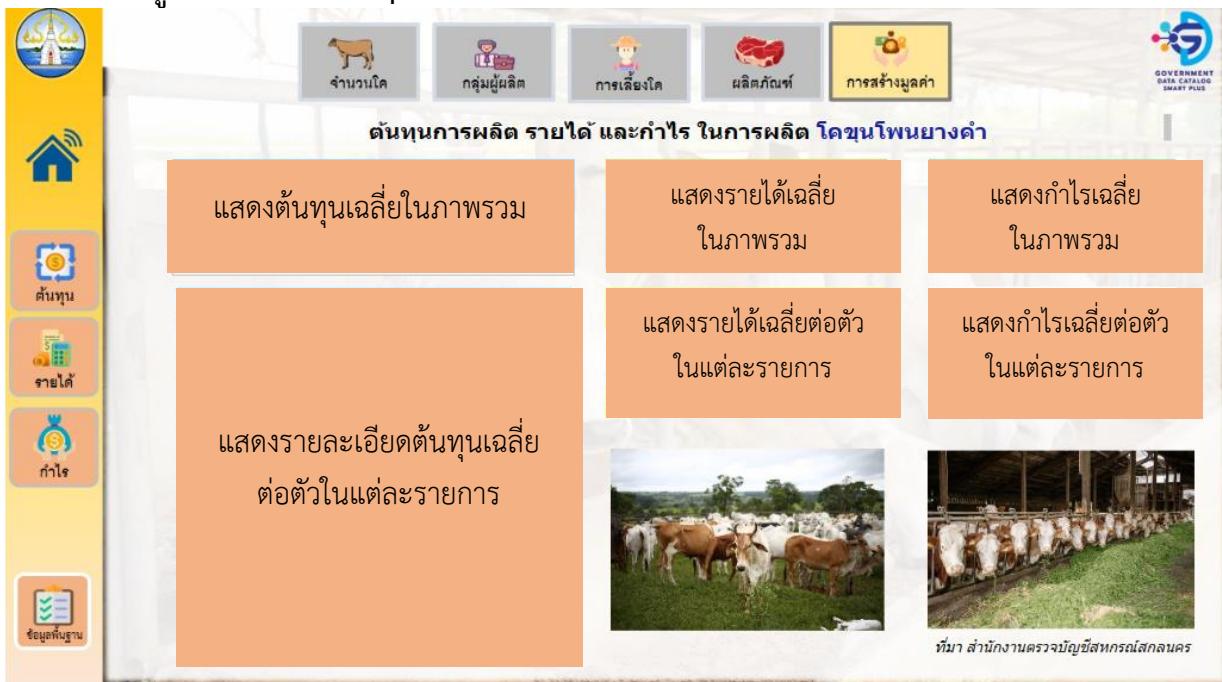 จำนวนโค
กลุ่มผู้ผลิต
การเลี้ยงโค
ผลิตภัณฑ์
การสร้างมูลค่า
GOVERNMENT
DATA CATALOG
SMART PLUS
ต้นทุนการผลิต รายได้ และกำไร ในการผลิต โคขุนโพนยางคำ
แสดงต้นทุนเฉลี่ยในภาพรวม
แสดงรายได้เฉลี่ย
ในภาพรวม
แสดงกำไรเฉลี่ย
ในภาพรวม
ต้นทุน
รายได้
กำไร
ข้อมูลพื้นฐาน
แสดงรายละเอียดต้นทุนเฉลี่ย
ต่อตัวในแต่ละรายการ
แสดงรายได้เฉลี่ยต่อตัว
ในแต่ละรายการ
แสดงกำไรเฉลี่ยต่อตัว
ในแต่ละรายการ
ที่มา สำนักงานตรวจบัญชีสหกรณ์สกลนคร